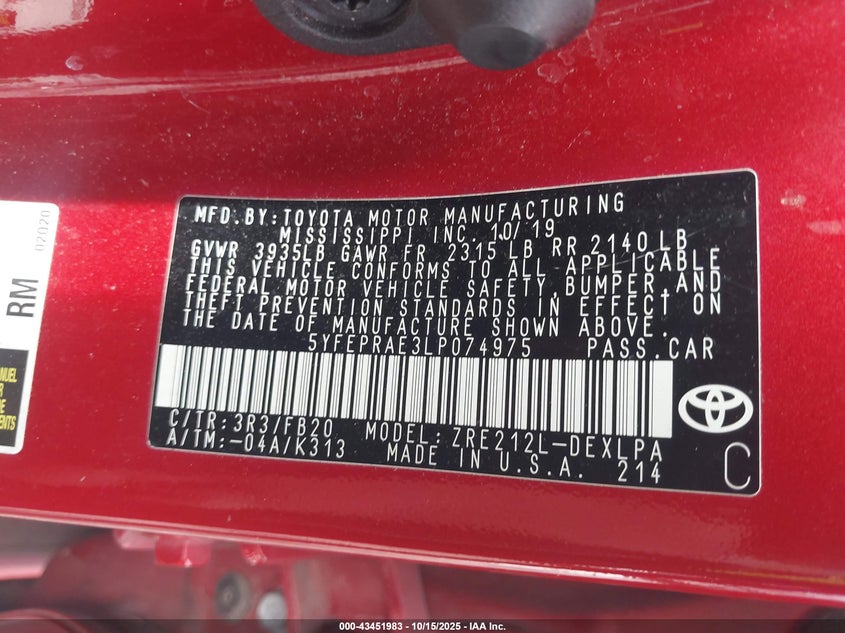 MFD. BY: TOYOTA MOTOR MANUFACTURING
MISSISSIPPI INC. 10/19
GVWR 3935LB GAWR FR 2315 LB RR 2140 LB
THIS VEHICLE CONFORMS TO ALL APPLICABLE
FEDERAL MOTOR VEHICLE SAFETY, BUMPER, AND
THEFT PREVENTION STANDARDS IN EFFECT ON
THE DATE OF MANUFACTURE SHOWN ABOVE.
5YFEPRAE3LP074975 PASS. CAR
C/TR: 3R3/FB20 MODEL: ZRE212L-DEXLPA
A/TM: -04A/K313 MADE IN U.S.A. 214
C
02020
RM
000-43451983 - 10/15/2025 - IAA Inc.